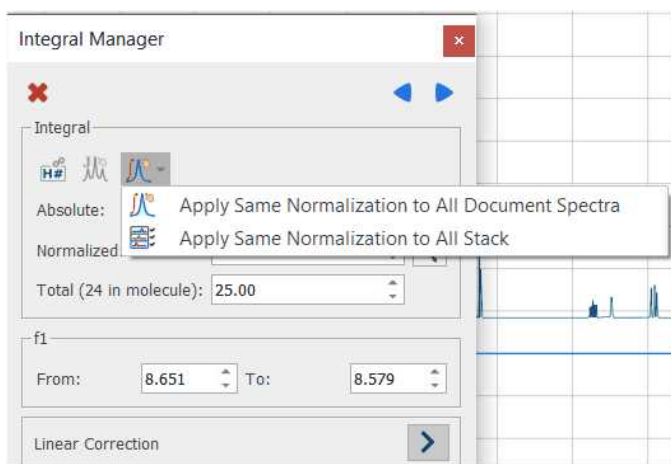 Integral Manager
Integral
H#
Absolute:
Apply Same Normalization to All Document Spectra
Normalized:
Apply Same Normalization to All Stack
Total (24 in molecule): 25.00
f1
From: 8.651 To: 8.579
Linear Correction